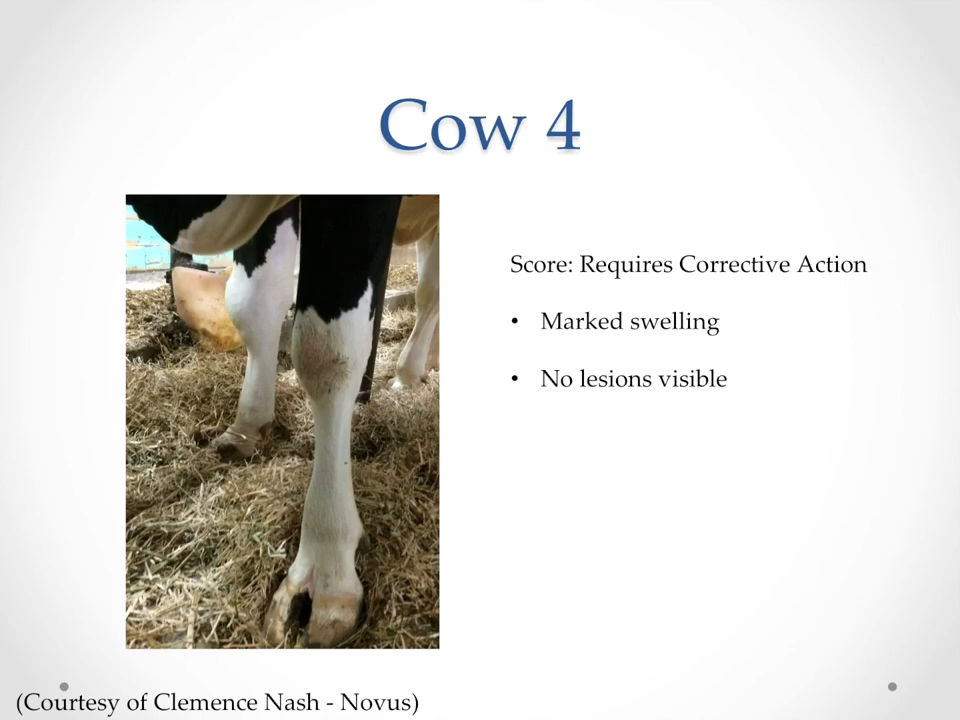 Cow 4
Score: Requires Corrective Action
• Marked swelling
• No lesions visible
(Courtesy of Clemence Nash - Novus)